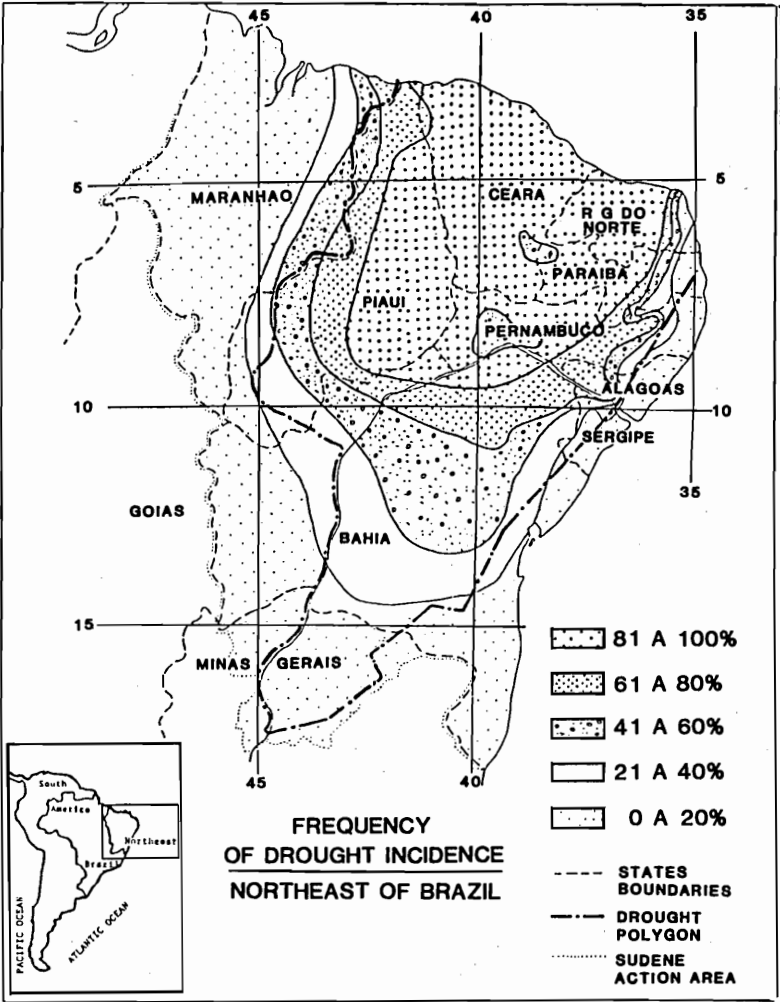 45
40
35
5
5
MARANHAO
CEARA
R G DO
NORTE
PARAIBA
PIAUI
PERNAMBUCO
ALAGOAS
10
10
SERGIPE
35
GOIAS
BAHIA
15
MINAS GERAIS
45
40
81 A 100%
61 A 80%
41 A 60%
21 A 40%
0 A 20%
FREQUENCY
OF DROUGHT INCIDENCE
NORTHEAST OF BRAZIL
STATES
BOUNDARIES
DROUGHT
POLYGON
SUDENE
ACTION AREA
South
America
Northeast
Brazil
PACIFIC OCEAN
ATLANTIC OCEAN